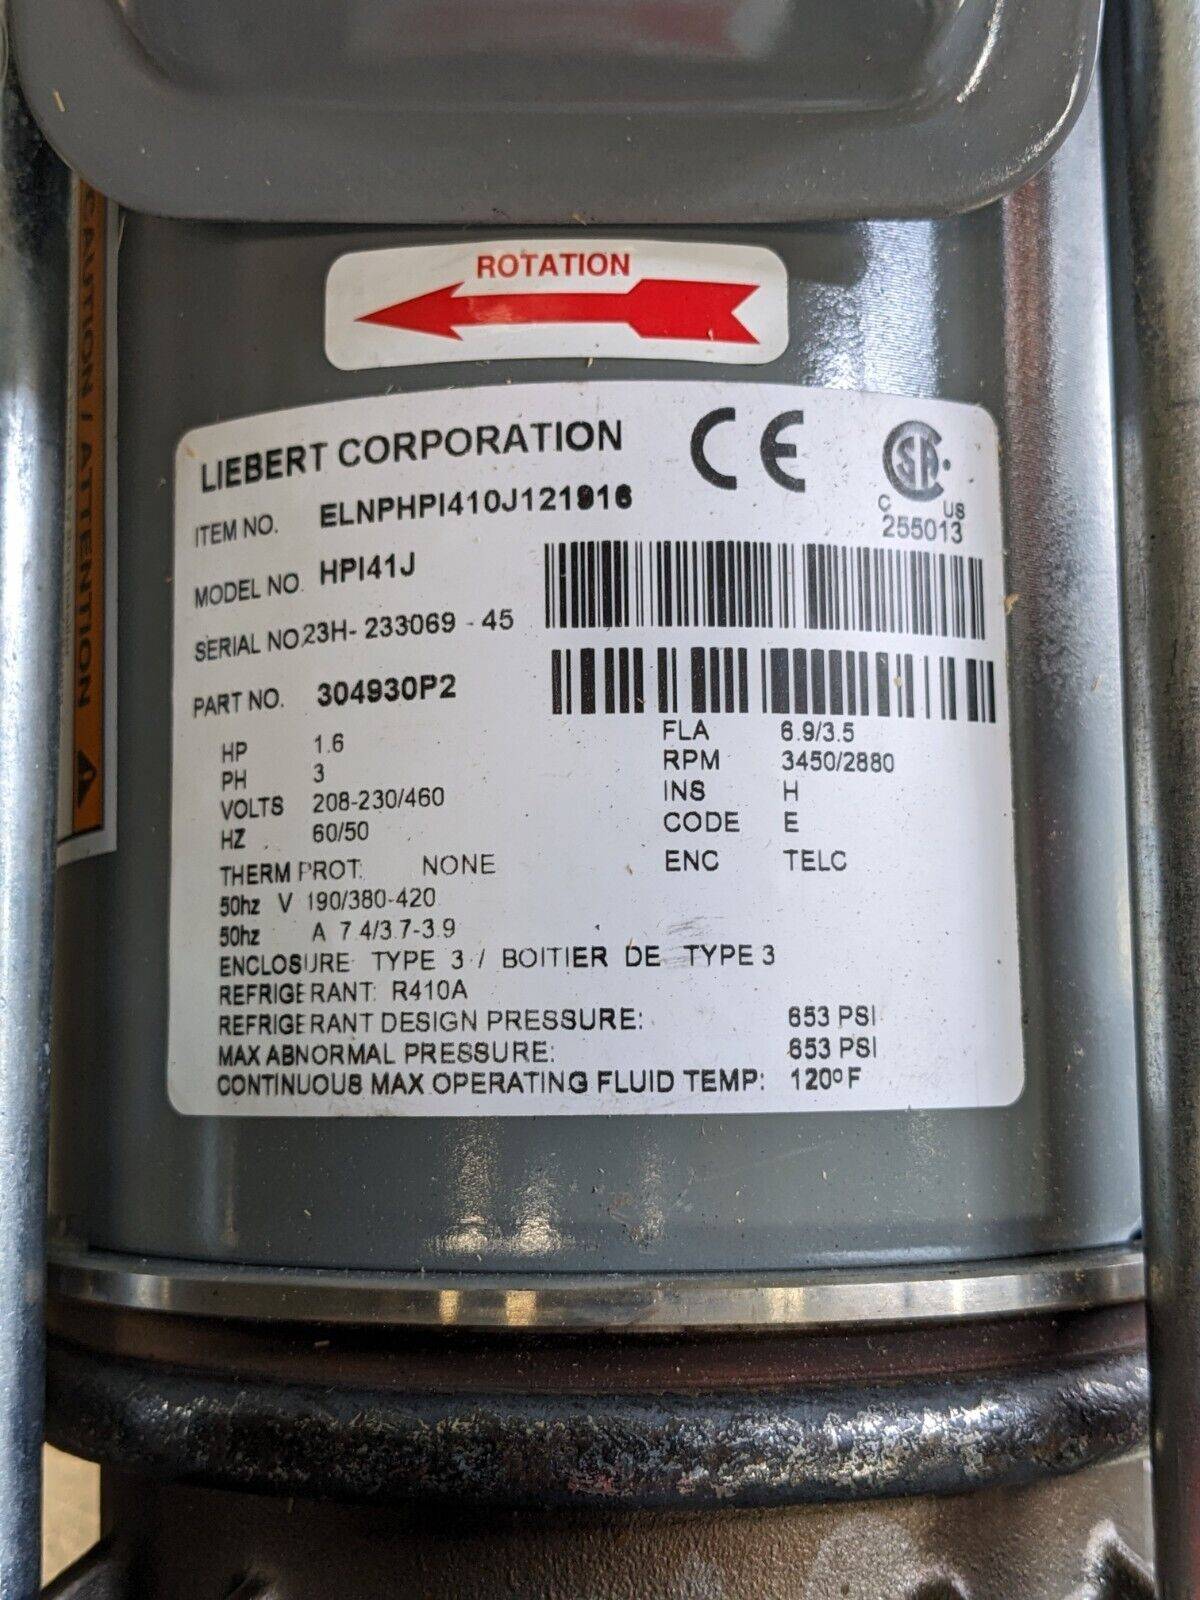 CAUTION / ATTENTION
ROTATION
LIEBERT CORPORATION
CE
CSA
C US
255013
ITEM NO. ELNPHPI410J121916
MODEL NO. HPI41J
SERIAL NO. 23H- 233069 - 45
PART NO. 304930P2
HP 1.6
PH 3
VOLTS 208-230/460
HZ 60/50
FLA 6.9/3.5
RPM 3450/2880
INS H
CODE E
THERM PROT: NONE
ENC TELC
50hz V 190/380-420
50hz A 7.4/3.7-3.9
ENCLOSURE TYPE 3 / BOITIER DE TYPE 3
REFRIGERANT: R410A
REFRIGERANT DESIGN PRESSURE: 653 PSI
MAX ABNORMAL PRESSURE: 653 PSI
CONTINUOUS MAX OPERATING FLUID TEMP: 120ºF